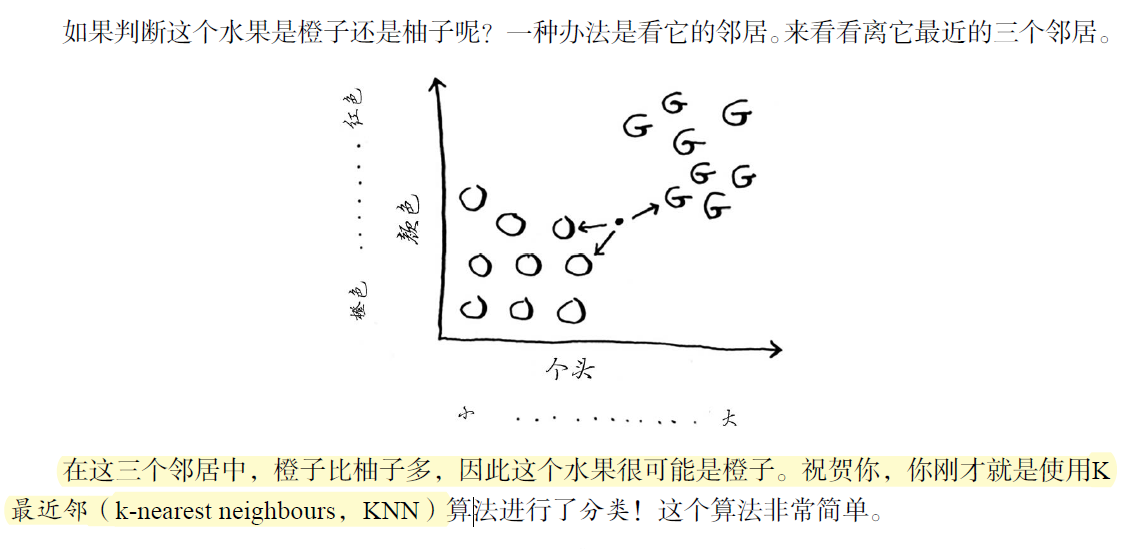 如果判断这个水果是橙子还是柚子呢？一种办法是看它的邻居。来看看离它最近的三个邻居。
红色
G G G
G
G G
G G
颜色
橙色
个头
小 大
在这三个邻居中，橙子比柚子多，因此这个水果很可能是橙子。祝贺你，你刚才就是使用K
最近邻（k-nearest neighbours，KNN）算法进行了分类！这个算法非常简单。